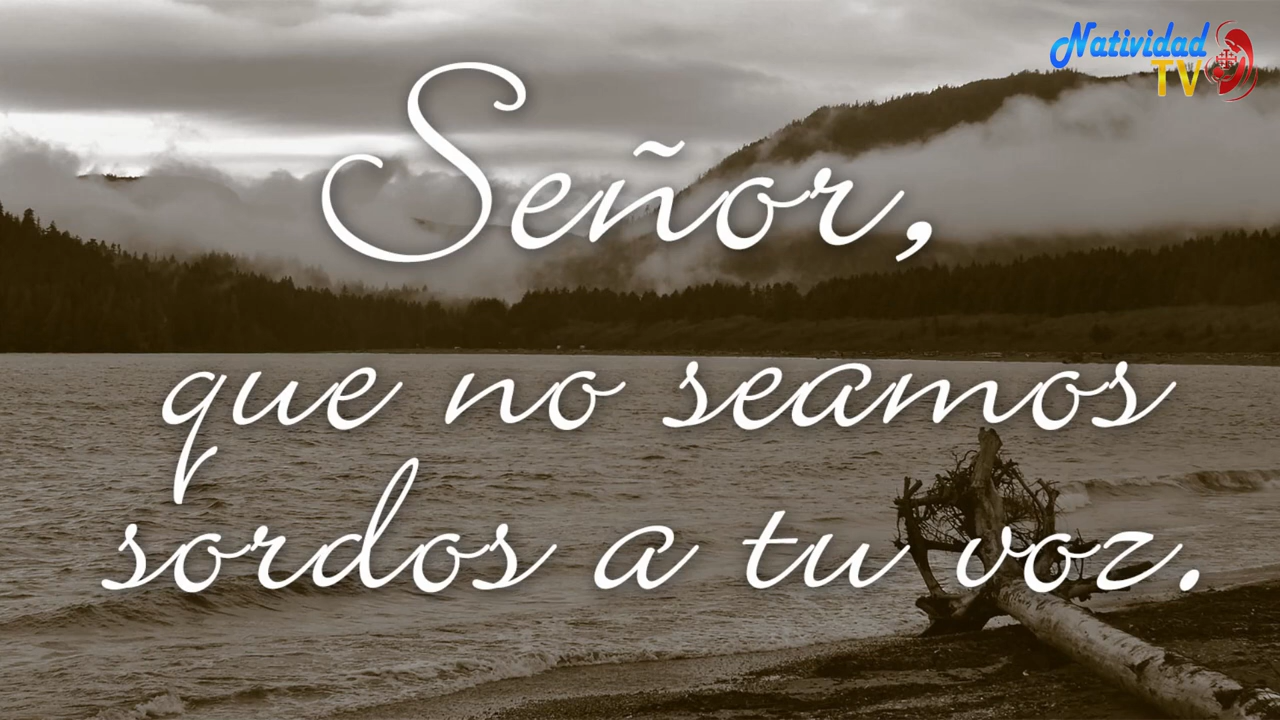 Natividad
TV
Señor,
que no seamos
sordos a tu voz.